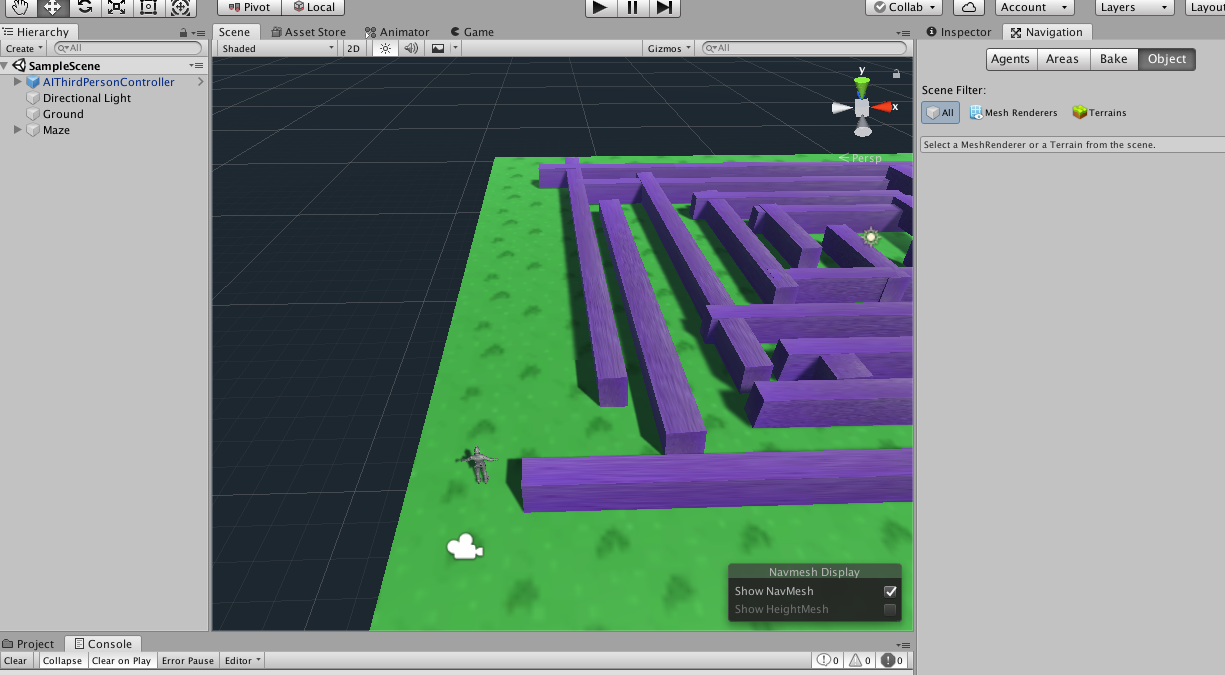 Pivot Local Collab Account Layers Layou
Hierarchy Scene Asset Store Animator Game Inspector Navigation
Create All Shaded 2D Gizmos All
Agents Areas Bake Object
SampleScene
AIThirdPersonController
Directional Light
Ground
Maze
y
x
Persp
Scene Filter:
All Mesh Renderers Terrains
Select a MeshRenderer or a Terrain from the scene.
Navmesh Display
Show NavMesh
Show HeightMesh
Project Console
Clear Collapse Clear on Play Error Pause Editor 0 0 0